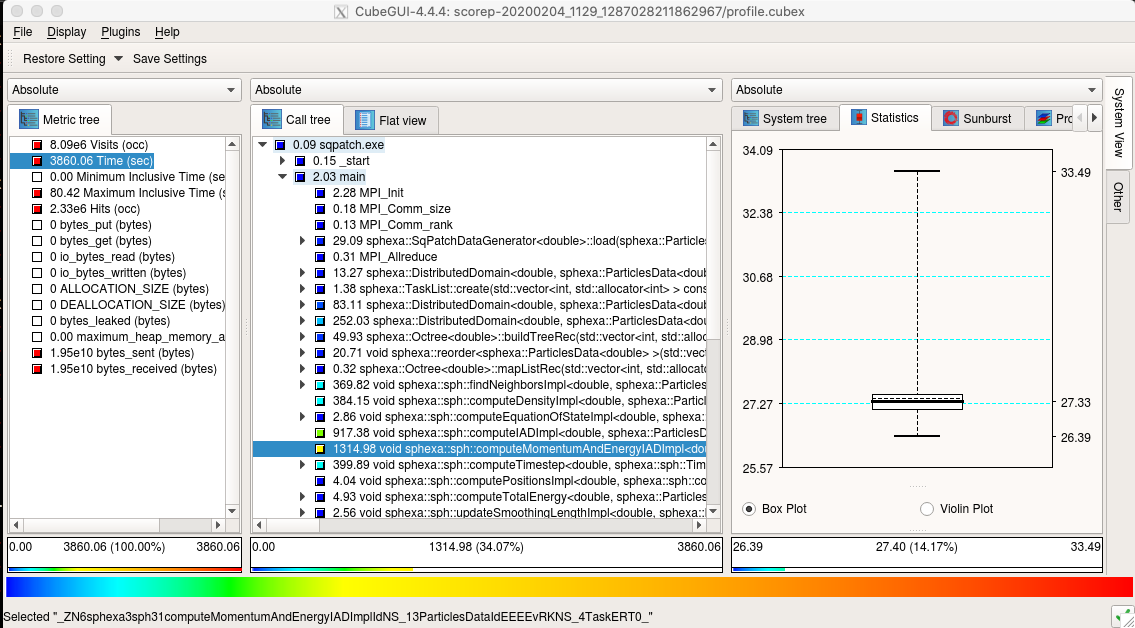 CubeGUI-4.4.4: scorep-20200204_1129_1287028211862967/profile.cubex
File Display Plugins Help
Restore Setting Save Settings
Absolute
Metric tree
8.09e6 Visits (occ)
3860.06 Time (sec)
0.00 Minimum Inclusive Time (se
80.42 Maximum Inclusive Time (s
2.33e6 Hits (occ)
0 bytes_put (bytes)
0 bytes_get (bytes)
0 io_bytes_read (bytes)
0 io_bytes_written (bytes)
0 ALLOCATION_SIZE (bytes)
0 DEALLOCATION_SIZE (bytes)
0 bytes_leaked (bytes)
0.00 maximum_heap_memory_a
1.95e10 bytes_sent (bytes)
1.95e10 bytes_received (bytes)
0.00 3860.06 (100.00%) 3860.06
Absolute
Call tree Flat view
0.09 sqpatch.exe
0.15 _start
2.03 main
2.28 MPI_Init
0.18 MPI_Comm_size
0.13 MPI_Comm_rank
29.09 sphexa::SqPatchDataGenerator<double>::load(sphexa::Particles
0.31 MPI_Allreduce
13.27 sphexa::DistributedDomain<double, sphexa::ParticlesData<doub
1.38 sphexa::TaskList::create(std::vector<int, std::allocator<int> > cons
83.11 sphexa::DistributedDomain<double, sphexa::ParticlesData<doub
252.03 sphexa::DistributedDomain<double, sphexa::ParticlesData<dou
49.93 sphexa::Octree<double>::buildTreeRec(std::vector<int, std::alloc
20.71 void sphexa::reorder<sphexa::ParticlesData<double> >(std::vect
0.32 sphexa::Octree<double>::mapListRec(std::vector<int, std::allocato
369.82 void sphexa::sph::findNeighborsImpl<double, sphexa::Particles
384.15 void sphexa::sph::computeDensityImpl<double, sphexa::Particl
2.86 void sphexa::sph::computeEquationOfStateImpl<double, sphexa:
917.38 void sphexa::sph::computeIADImpl<double, sphexa::ParticlesD
1314.98 void sphexa::sph::computeMomentumAndEnergyIADImpl<dou
399.89 void sphexa::sph::computeTimestep<double, sphexa::sph::Tim
4.04 void sphexa::sph::computePositionsImpl<double, sphexa::sph::co
4.93 void sphexa::sph::computeTotalEnergy<double, sphexa::Particles
2.56 void sphexa::sph::updateSmoothingLengthImpl<double, sphexa:
0.00 1314.98 (34.07%) 3860.06
Absolute
System tree Statistics Sunburst Pro
34.09
33.49
32.38
30.68
28.98
27.27
27.33
26.39
25.57
Box Plot Violin Plot
26.39 27.40 (14.17%) 33.49
System View
Other
Selected "_ZN6sphexa3sph31computeMomentumAndEnergyIADImplIdNS_13ParticlesDataIdEEEEvRKNS_4TaskERT0_"